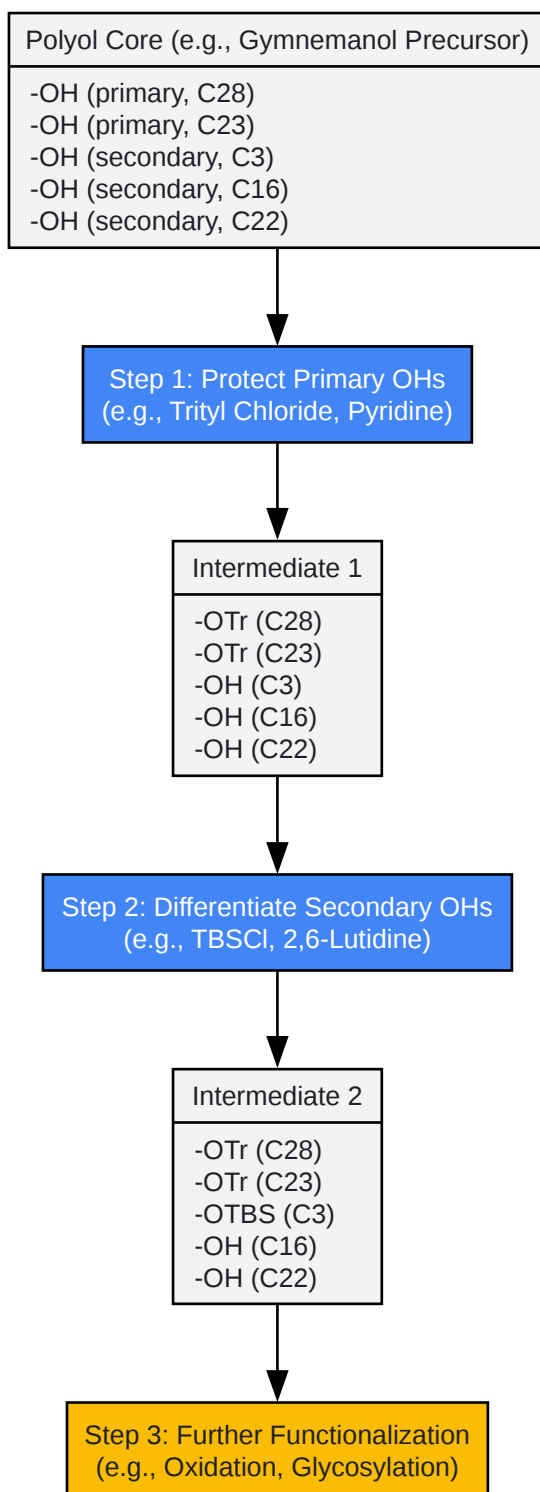 Polyol Core (e.g., Gymnemanol Precursor)
-OH (primary, C28)
-OH (primary, C23)
-OH (secondary, C3)
-OH (secondary, C16)
-OH (secondary, C22)
Step 1: Protect Primary OHs
(e.g., Trityl Chloride, Pyridine)
Intermediate 1
-OTr (C28)
-OTr (C23)
-OH (C3)
-OH (C16)
-OH (C22)
Step 2: Differentiate Secondary OHs
(e.g., TBSCl, 2,6-Lutidine)
Intermediate 2
-OTr (C28)
-OTr (C23)
-OTBS (C3)
-OH (C16)
-OH (C22)
Step 3: Further Functionalization
(e.g., Oxidation, Glycosylation)